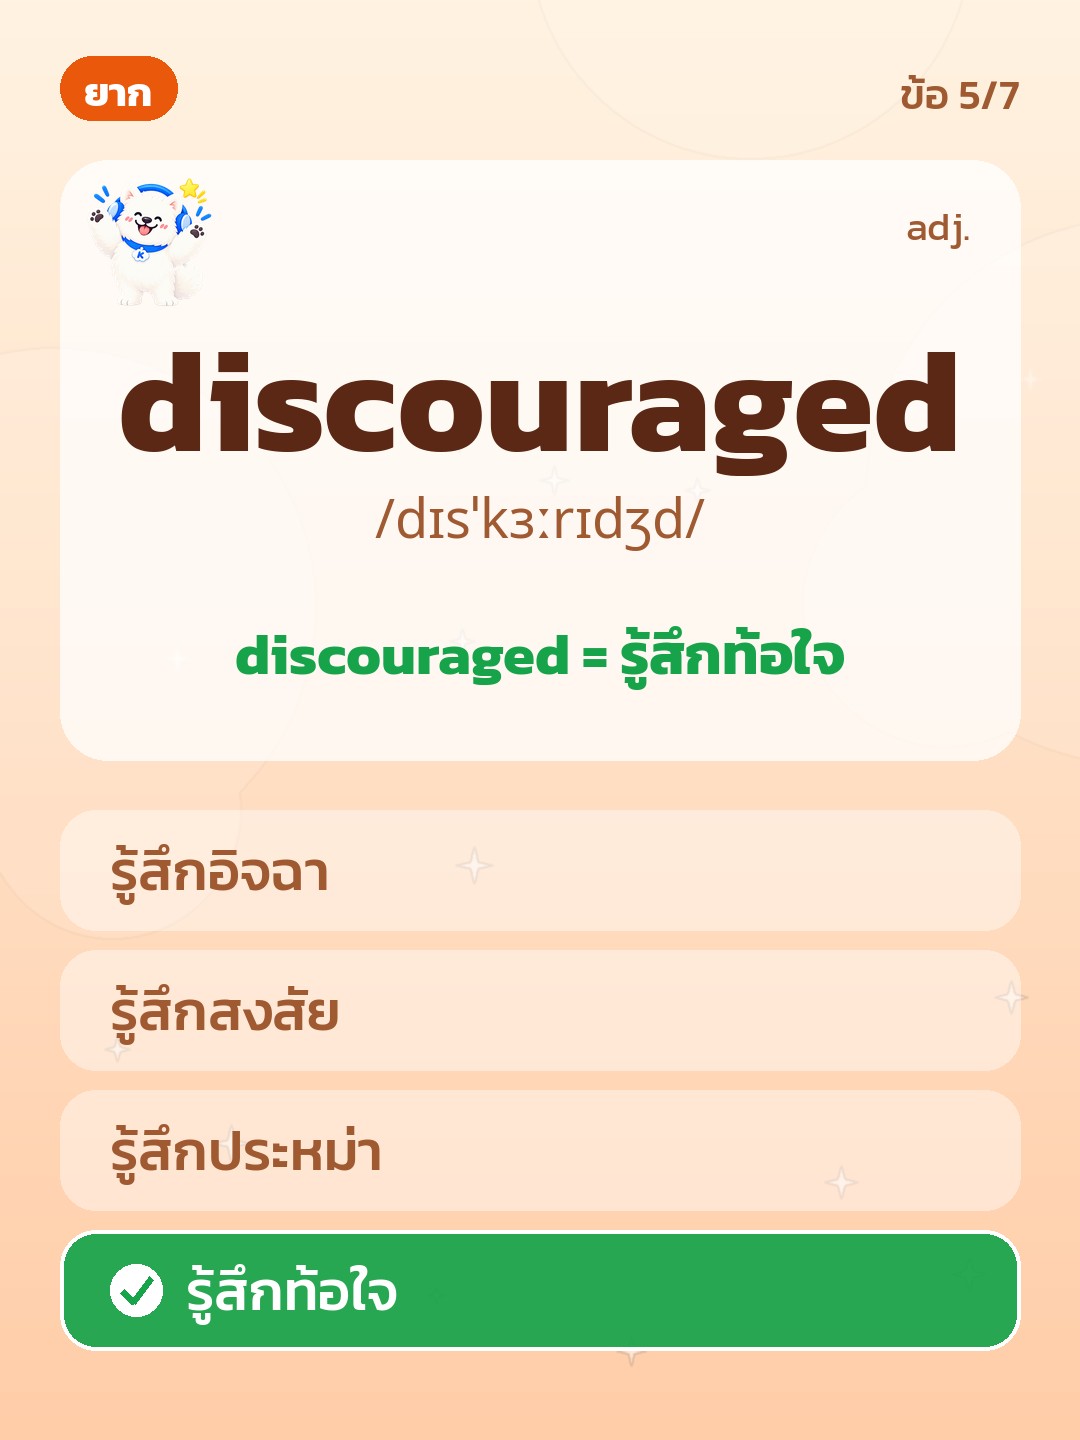 ยาก
ข้อ 5/7
adj.
K
discouraged
/dɪsˈkɜːrɪdʒd/
discouraged = รู้สึกท้อใจ
รู้สึกอิจฉา
รู้สึกสงสัย
รู้สึกประหม่า
รู้สึกท้อใจ